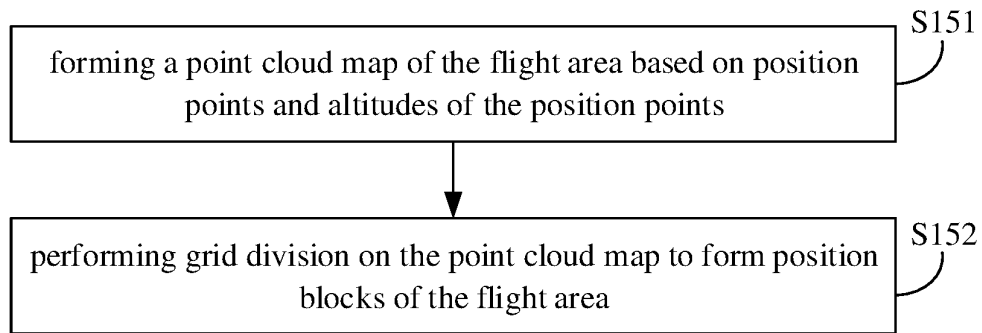 S151
forming a point cloud map of the flight area based on position
points and altitudes of the position points
S152
performing grid division on the point cloud map to form position
blocks of the flight area